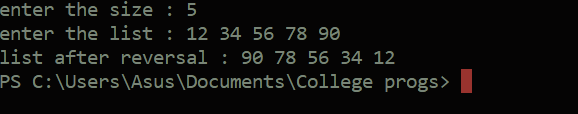 enter the size : 5
enter the list : 12 34 56 78 90
list after reversal : 90 78 56 34 12
PS C:\Users\Asus\Documents\College progs>